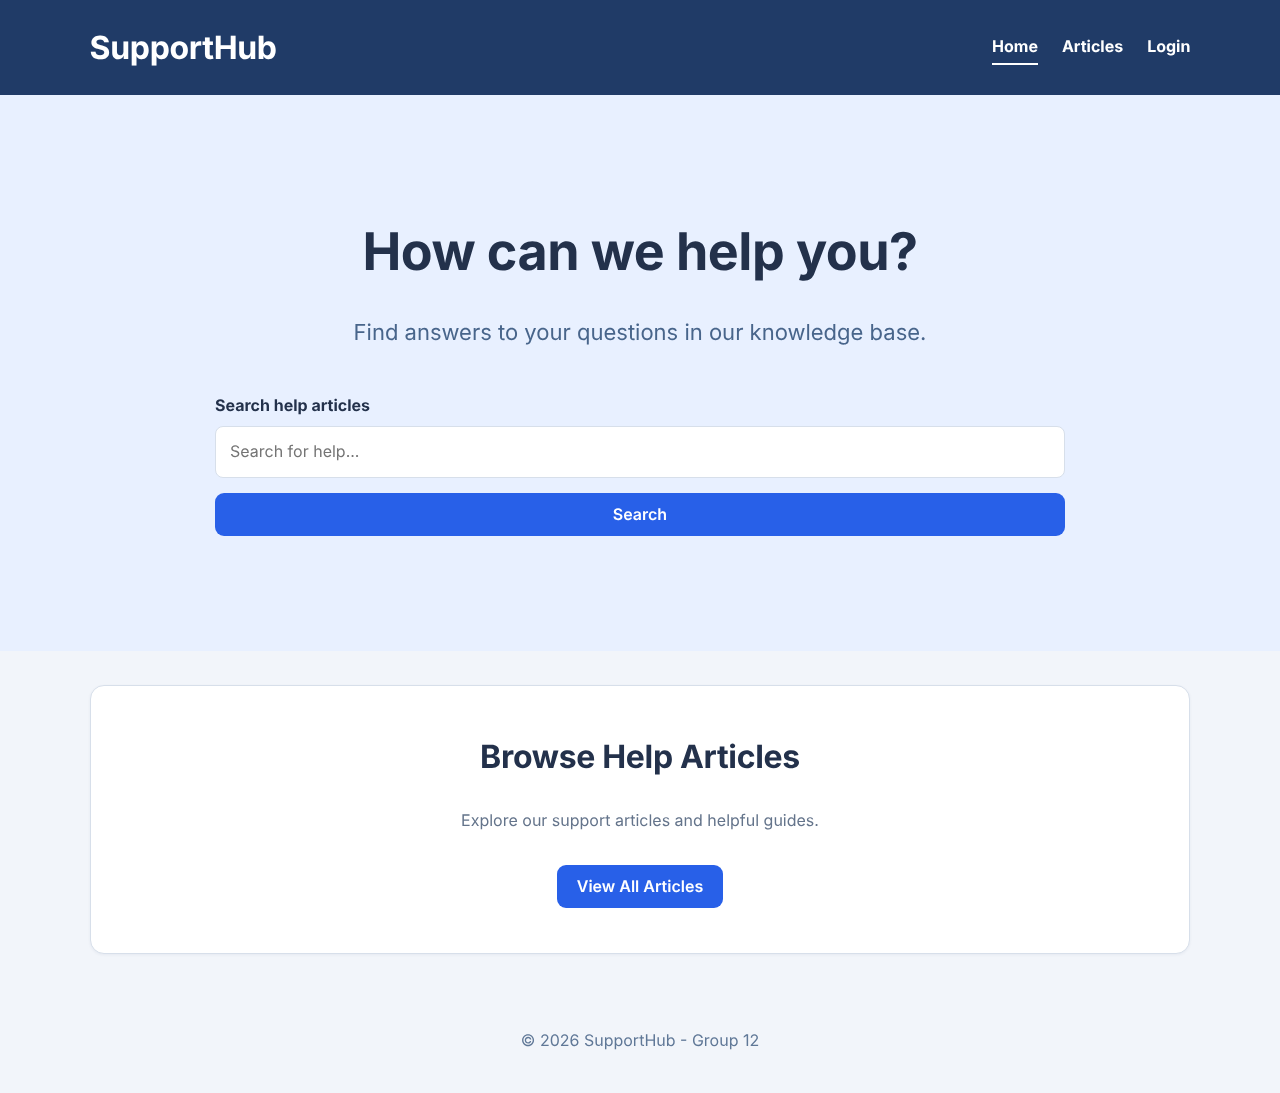 SupportHub
Home Articles Login
How can we help you?
Find answers to your questions in our knowledge base.
Search help articles
Search for help...
Search
Browse Help Articles
Explore our support articles and helpful guides.
View All Articles
© 2026 SupportHub - Group 12